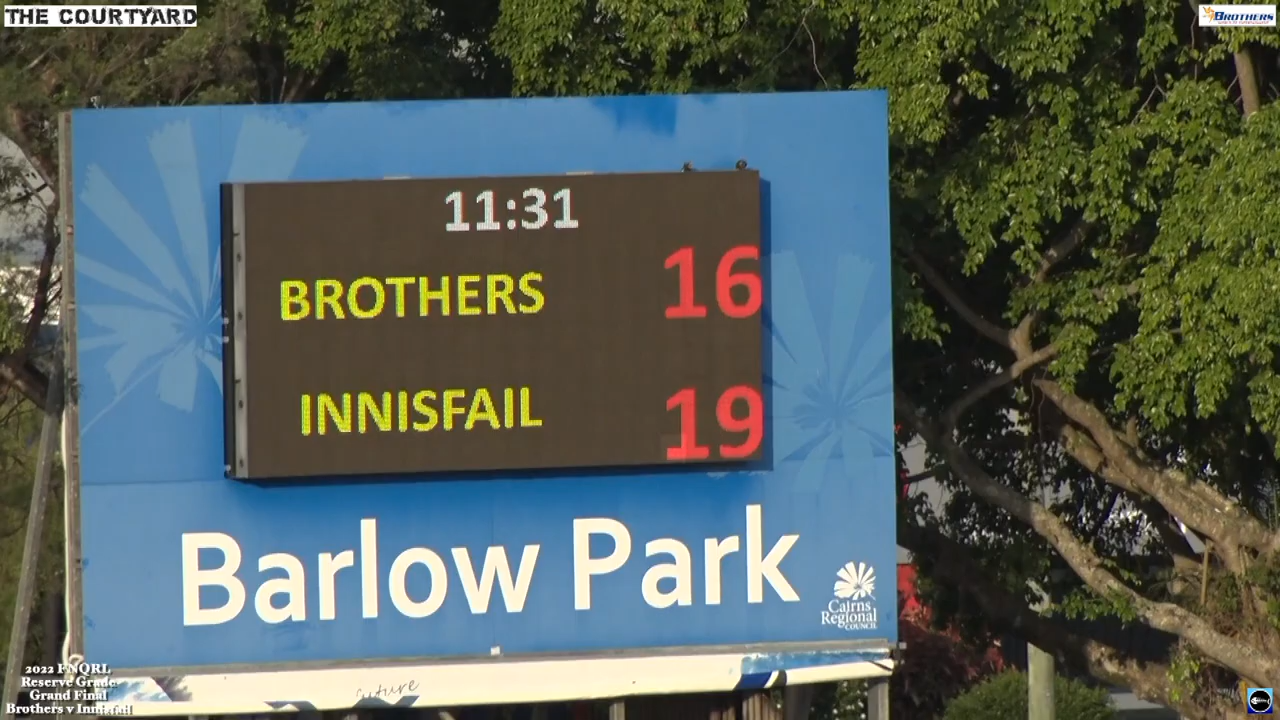 THE COURTYARD
BROTHERS
11:31
BROTHERS 16
INNISFAIL 19
Barlow Park
Cairns
Regional
COUNCIL
future
2022 FNQRL
Reserve Grade
Grand Final
Brothers v Innisfail